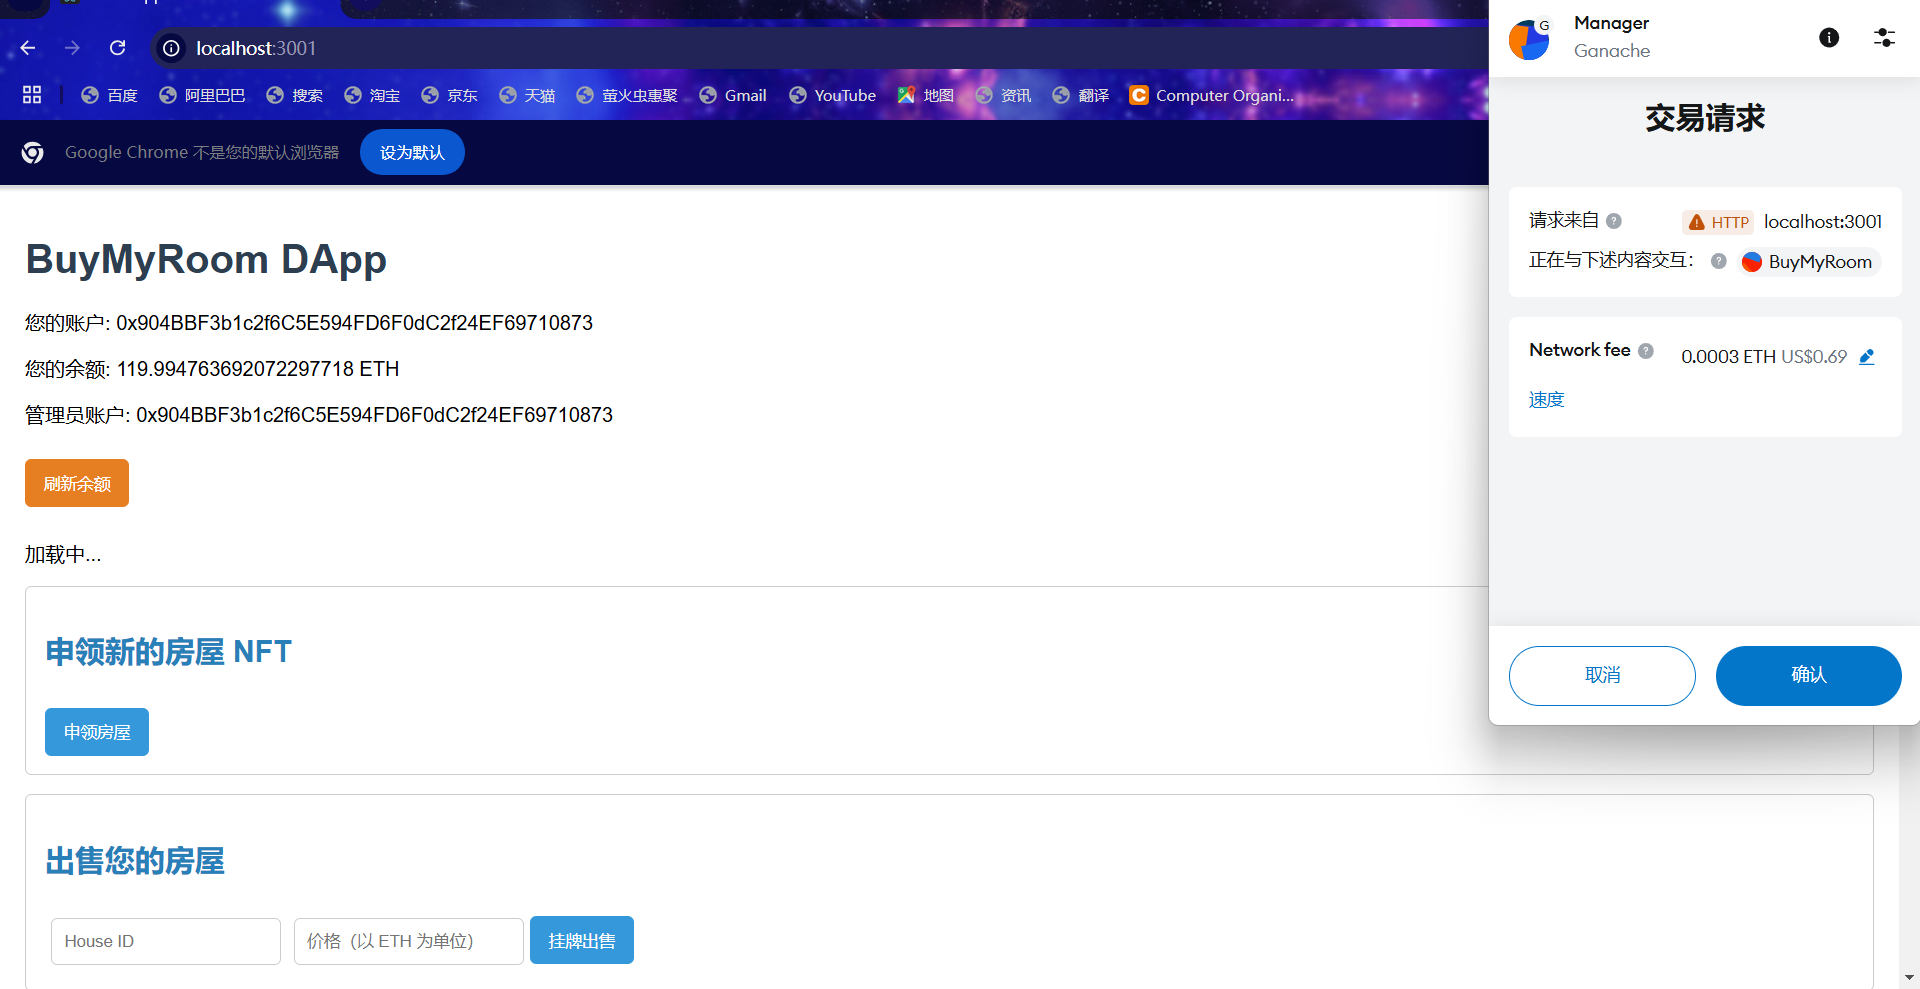 localhost:3001
百度
阿里巴巴
搜索
淘宝
京东
天猫
萤火虫惠聚
Gmail
YouTube
地图
资讯
翻译
Computer Organi...
Google Chrome 不是您的默认浏览器
设为默认
BuyMyRoom DApp
您的账户: 0x904BBF3b1c2f6C5E594FD6F0dC2f24EF69710873
您的余额: 119.994763692072297718 ETH
管理员账户: 0x904BBF3b1c2f6C5E594FD6F0dC2f24EF69710873
刷新余额
加载中...
申领新的房屋 NFT
申领房屋
出售您的房屋
House ID
价格（以 ETH 为单位）
挂牌出售
G
Manager
Ganache
交易请求
请求来自
HTTP
localhost:3001
正在与下述内容交互：
BuyMyRoom
Network fee
0.0003 ETH US$0.69
速度
取消
确认